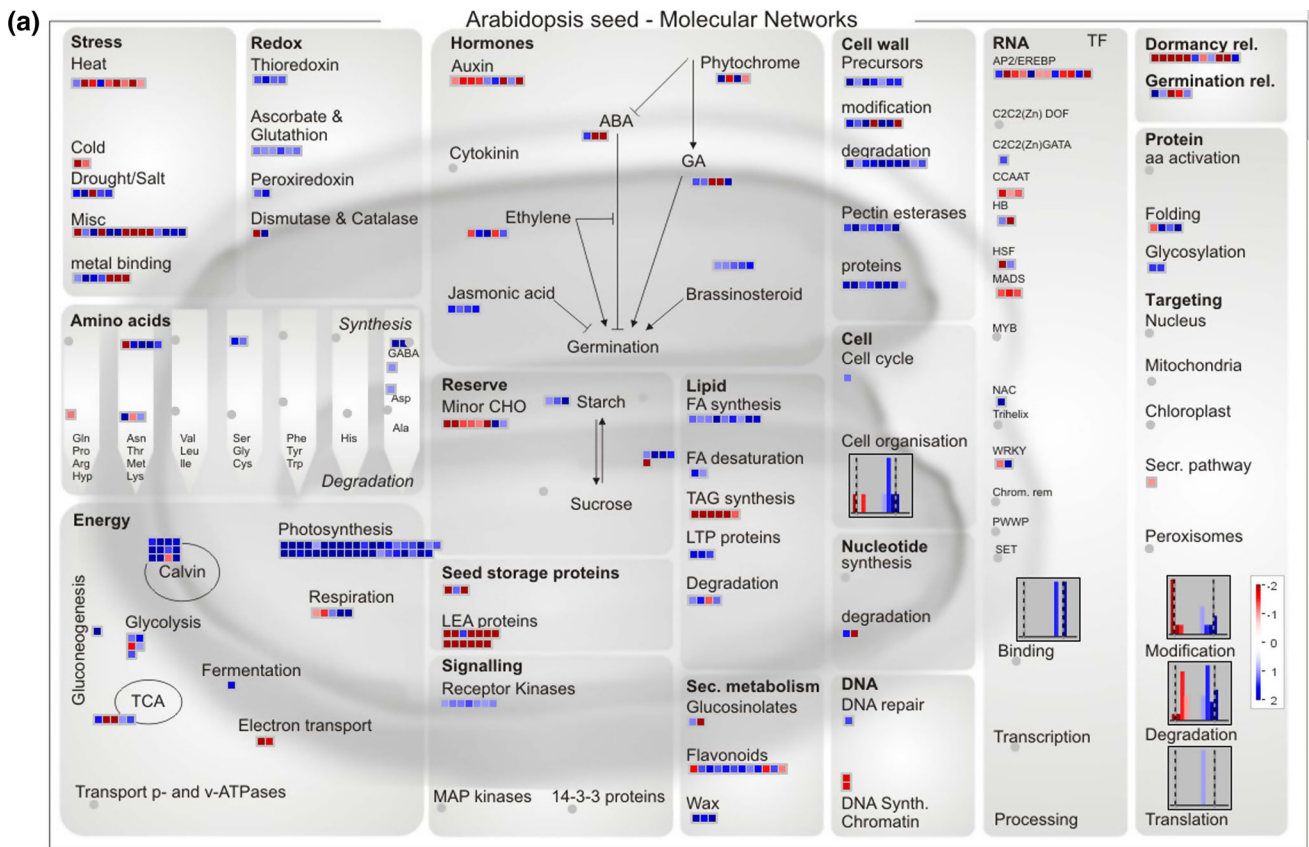 (a)
Arabidopsis seed - Molecular Networks
Stress
Heat
Cold
Drought/Salt
Misc
metal binding
Redox
Thioredoxin
Ascorbate &
Glutathion
Peroxiredoxin
Dismutase & Catalase
Hormones
Auxin
Phytochrome
ABA
Cytokinin
GA
Ethylene
Jasmonic acid
Brassinosteroid
Germination
Cell wall
Precursors
modification
degradation
Pectin esterases
proteins
Cell
Cell cycle
Cell organisation
Nucleotide
synthesis
degradation
RNA
TF
AP2/EREBP
C2C2(Zn) DOF
C2C2(Zn)GATA
CCAAT
HB
HSF
MADS
MYB
NAC
Trihelix
WRKY
Chrom. rem
PWWP
SET
Binding
Transcription
Processing
Dormancy rel.
Germination rel.
Protein
aa activation
Folding
Glycosylation
Targeting
Nucleus
Mitochondria
Chloroplast
Secr. pathway
Peroxisomes
Modification
Degradation
Translation
-2
-1
0
1
2
Amino acids
Synthesis
GABA
Asp
Ala
Gln
Pro
Arg
Hyp
Asn
Thr
Met
Lys
Val
Leu
Ile
Ser
Gly
Cys
Phe
Tyr
Trp
His
Degradation
Energy
Photosynthesis
Calvin
Respiration
Gluconeogenesis
Glycolysis
Fermentation
TCA
Electron transport
Transport p- and v-ATPases
Reserve
Minor CHO
Starch
Sucrose
Seed storage proteins
LEA proteins
Signalling
Receptor Kinases
MAP kinases
14-3-3 proteins
Lipid
FA synthesis
FA desaturation
TAG synthesis
LTP proteins
Degradation
Sec. metabolism
Glucosinolates
Flavonoids
Wax
DNA
DNA repair
DNA Synth.
Chromatin